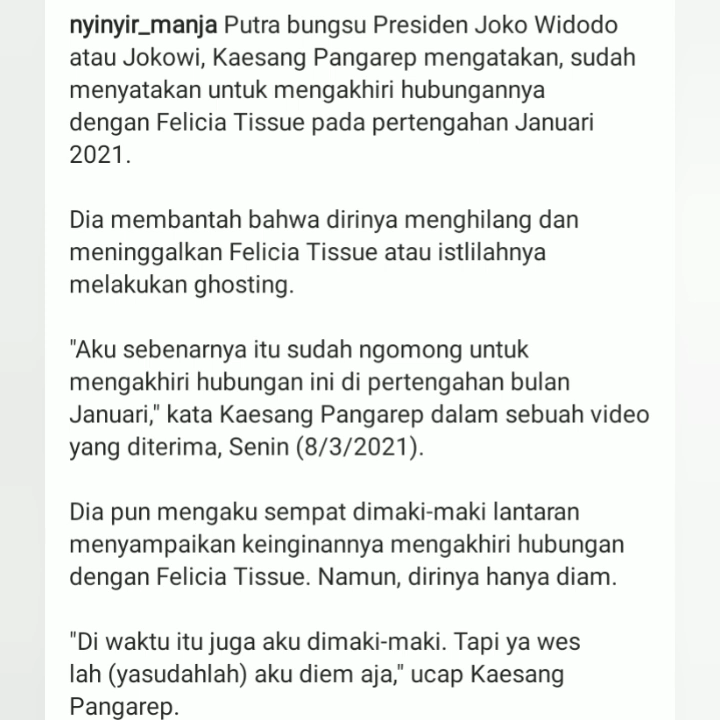 nyinyir_manja Putra bungsu Presiden Joko Widodo
atau Jokowi, Kaesang Pangarep mengatakan, sudah
menyatakan untuk mengakhiri hubungannya
dengan Felicia Tissue pada pertengahan Januari
2021.
Dia membantah bahwa dirinya menghilang dan
meninggalkan Felicia Tissue atau istlilahnya
melakukan ghosting.
"Aku sebenarnya itu sudah ngomong untuk
mengakhiri hubungan ini di pertengahan bulan
Januari," kata Kaesang Pangarep dalam sebuah video
yang diterima, Senin (8/3/2021).
Dia pun mengaku sempat dimaki-maki lantaran
menyampaikan keinginannya mengakhiri hubungan
dengan Felicia Tissue. Namun, dirinya hanya diam.
"Di waktu itu juga aku dimaki-maki. Tapi ya wes
lah (yasudahlah) aku diem aja," ucap Kaesang
Pangarep.